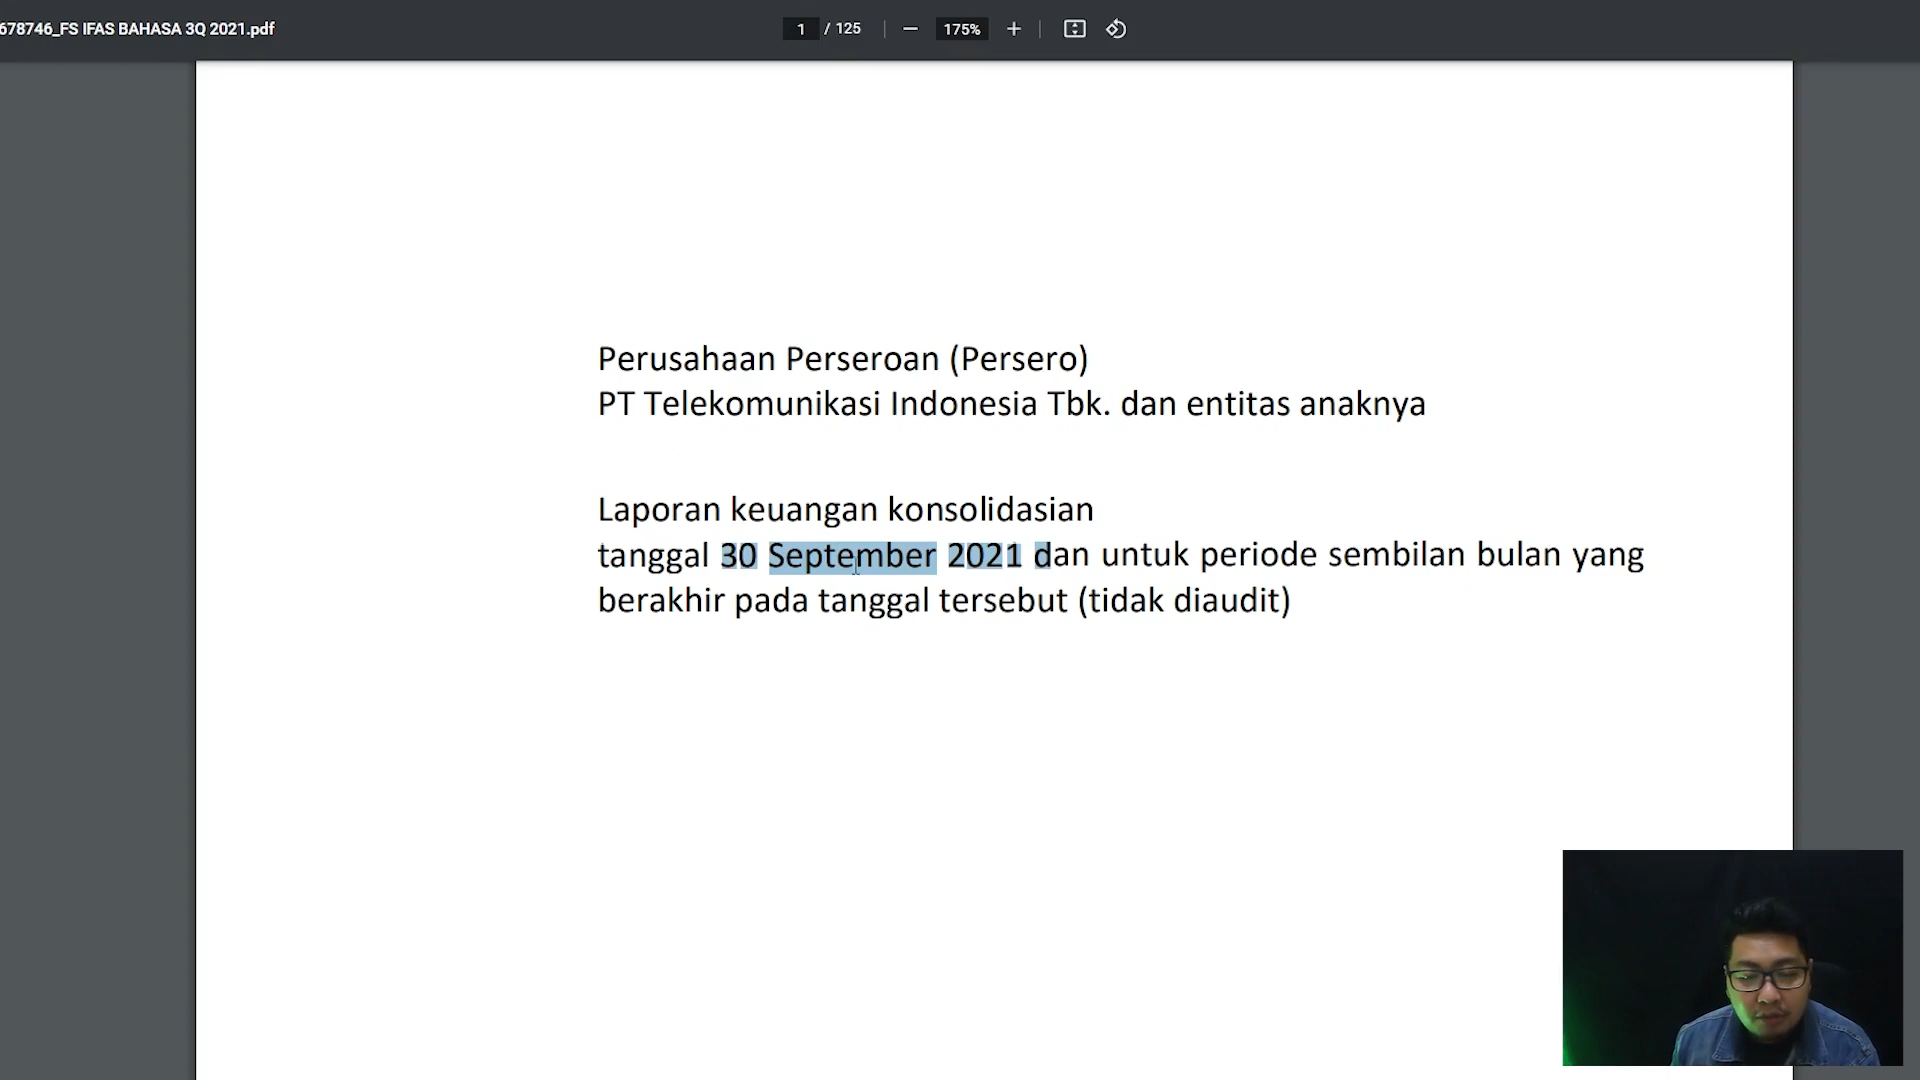 678746_FS IFAS BAHASA 3Q 2021.pdf
1 / 125
175%
Perusahaan Perseroan (Persero)
PT Telekomunikasi Indonesia Tbk. dan entitas anaknya
Laporan keuangan konsolidasian
tanggal 30 September 2021 dan untuk periode sembilan bulan yang
berakhir pada tanggal tersebut (tidak diaudit)